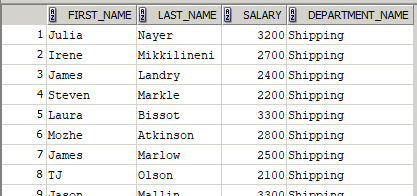 FIRST_NAME LAST_NAME SALARY DEPARTMENT_NAME
1 Julia Nayer 3200 Shipping
2 Irene Mikkilineni 2700 Shipping
3 James Landry 2400 Shipping
4 Steven Markle 2200 Shipping
5 Laura Bissot 3300 Shipping
6 Mozhe Atkinson 2800 Shipping
7 James Marlow 2500 Shipping
8 TJ Olson 2100 Shipping
Jason Mallin 3300 Shipping